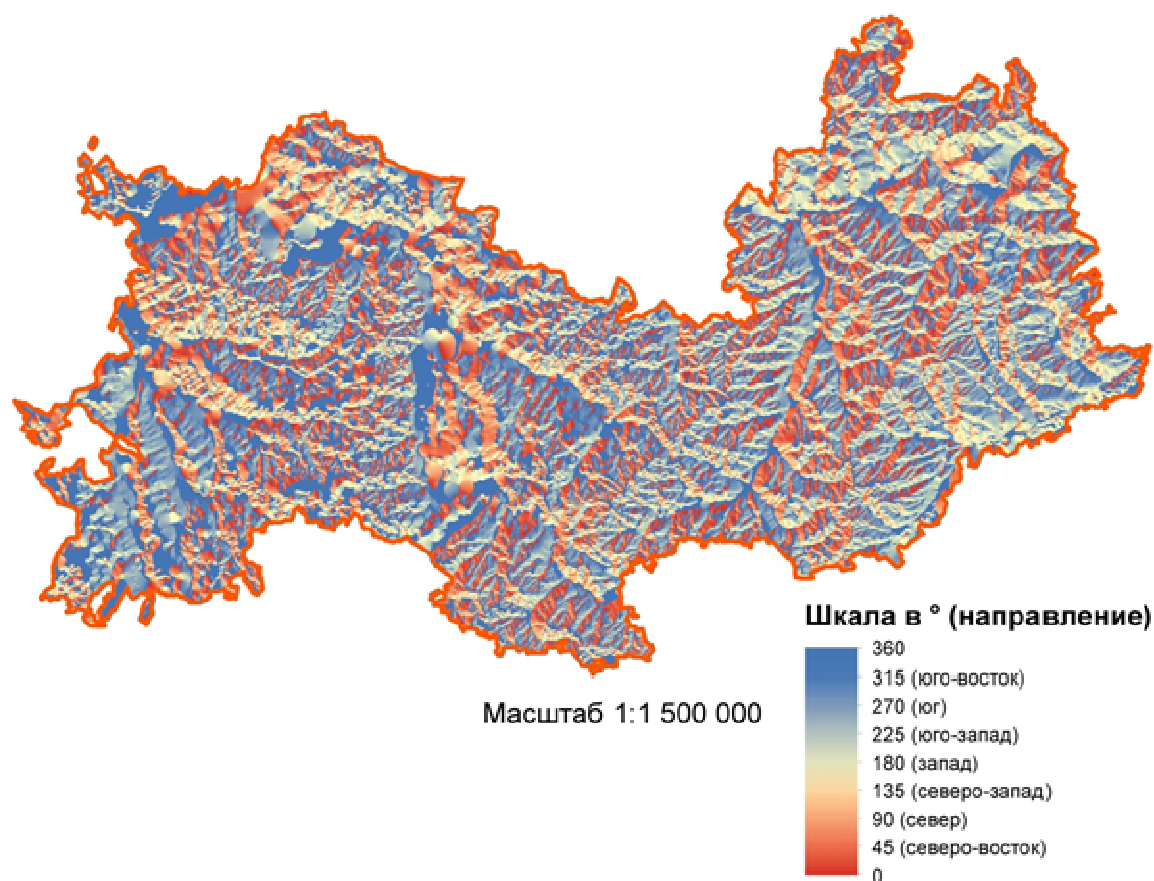 Шкала в ° (направление)
360
315 (юго-восток)
270 (юг)
225 (юго-запад)
180 (запад)
135 (северо-запад)
90 (север)
45 (северо-восток)
0
Масштаб 1:1 500 000